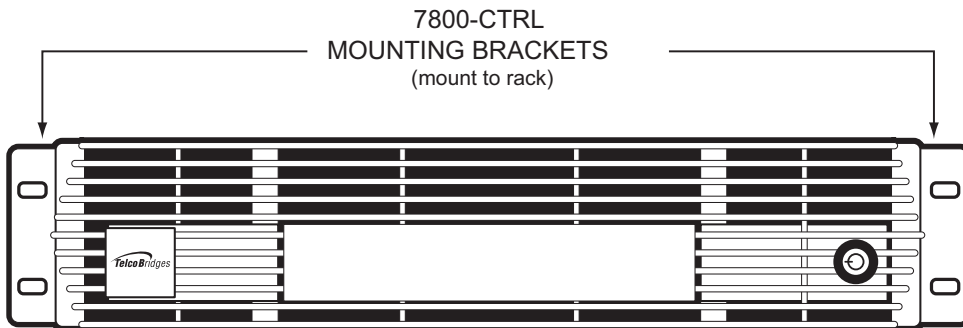 7800-CTRL
MOUNTING BRACKETS
(mount to rack)
TelcoBridges